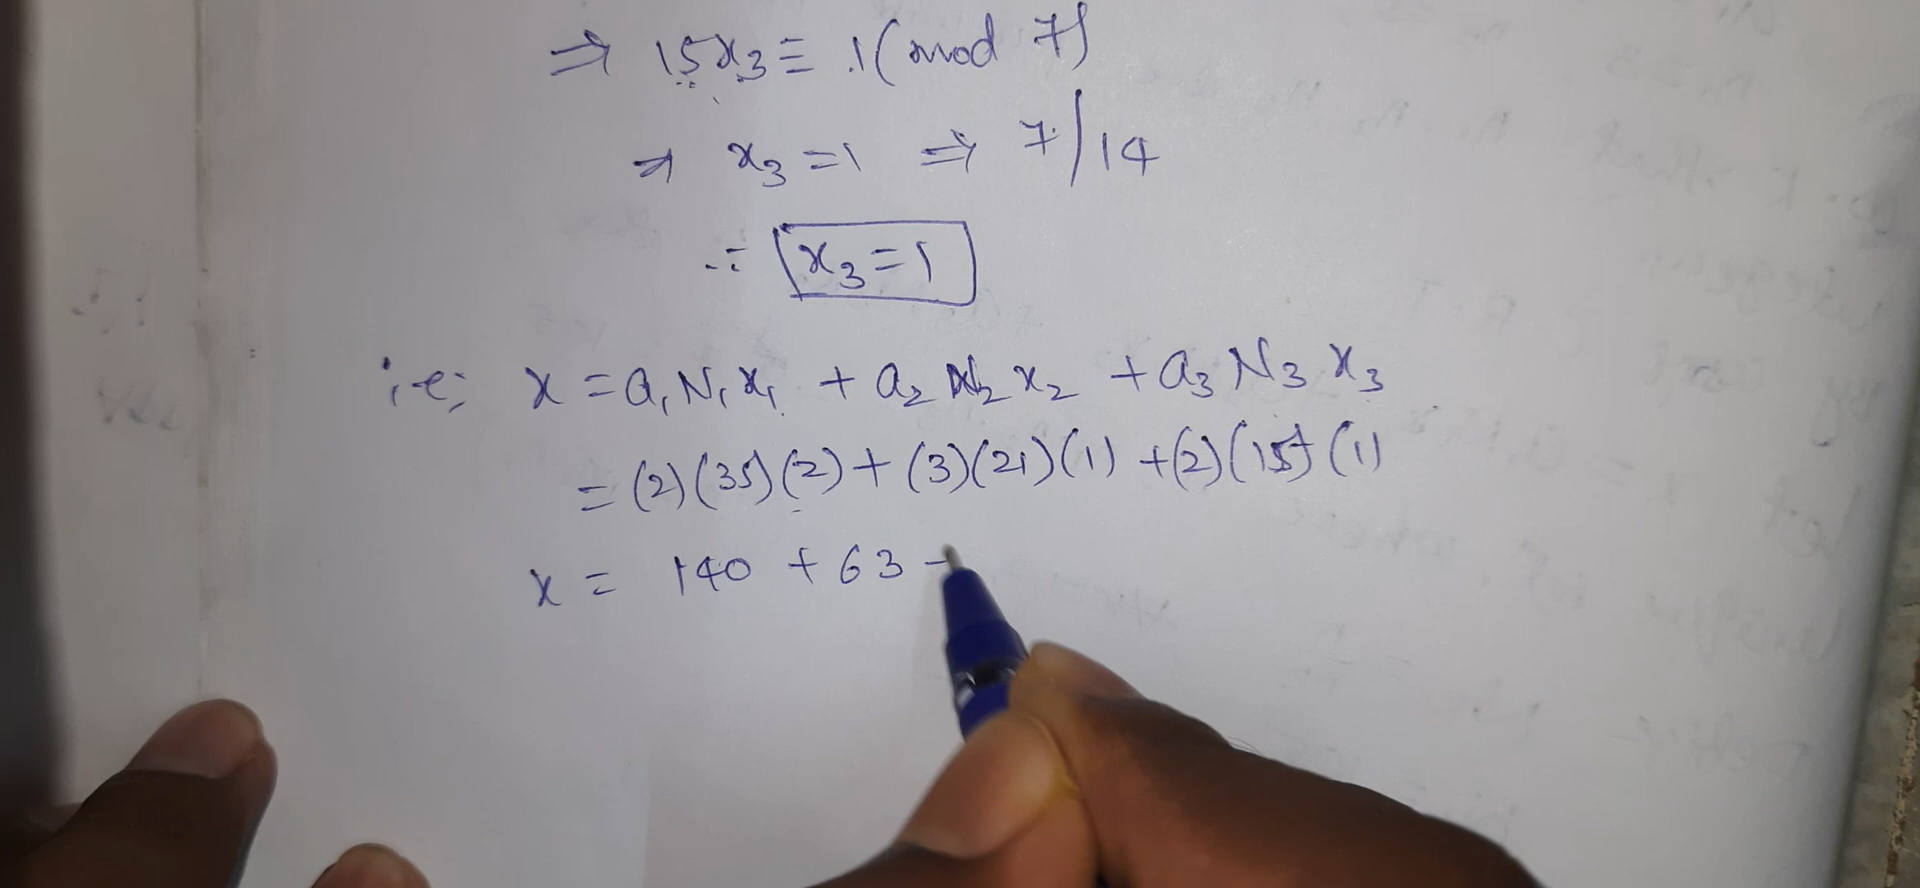 ⇒ 15x₃ ≡ 1 (mod 7)
⇒ x₃ = 1 ⇒ 7/14
∴ x₃ = 1
i.e; x = a₁N₁x₁ + a₂N₂x₂ + a₃N₃x₃
= (2)(35)(2) + (3)(21)(1) + (2)(15)(1)
x = 140 + 63 +